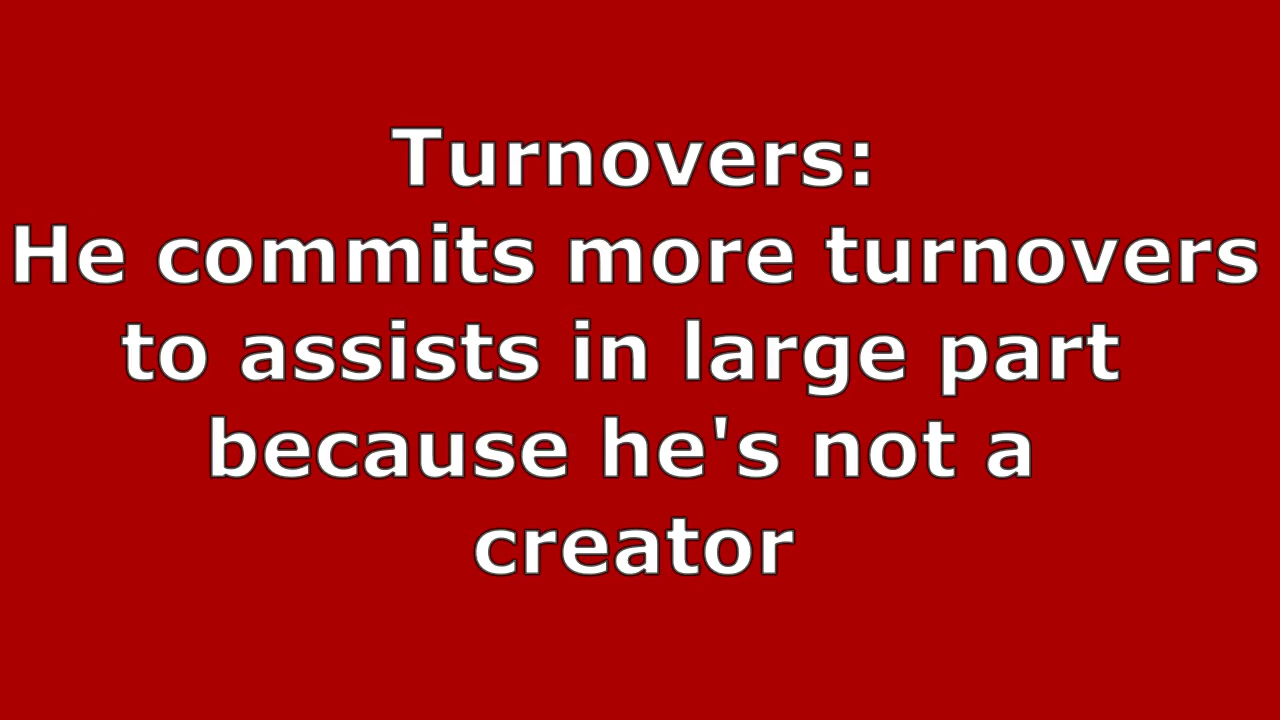 Turnovers:
He commits more turnovers
to assists in large part
because he's not a
creator